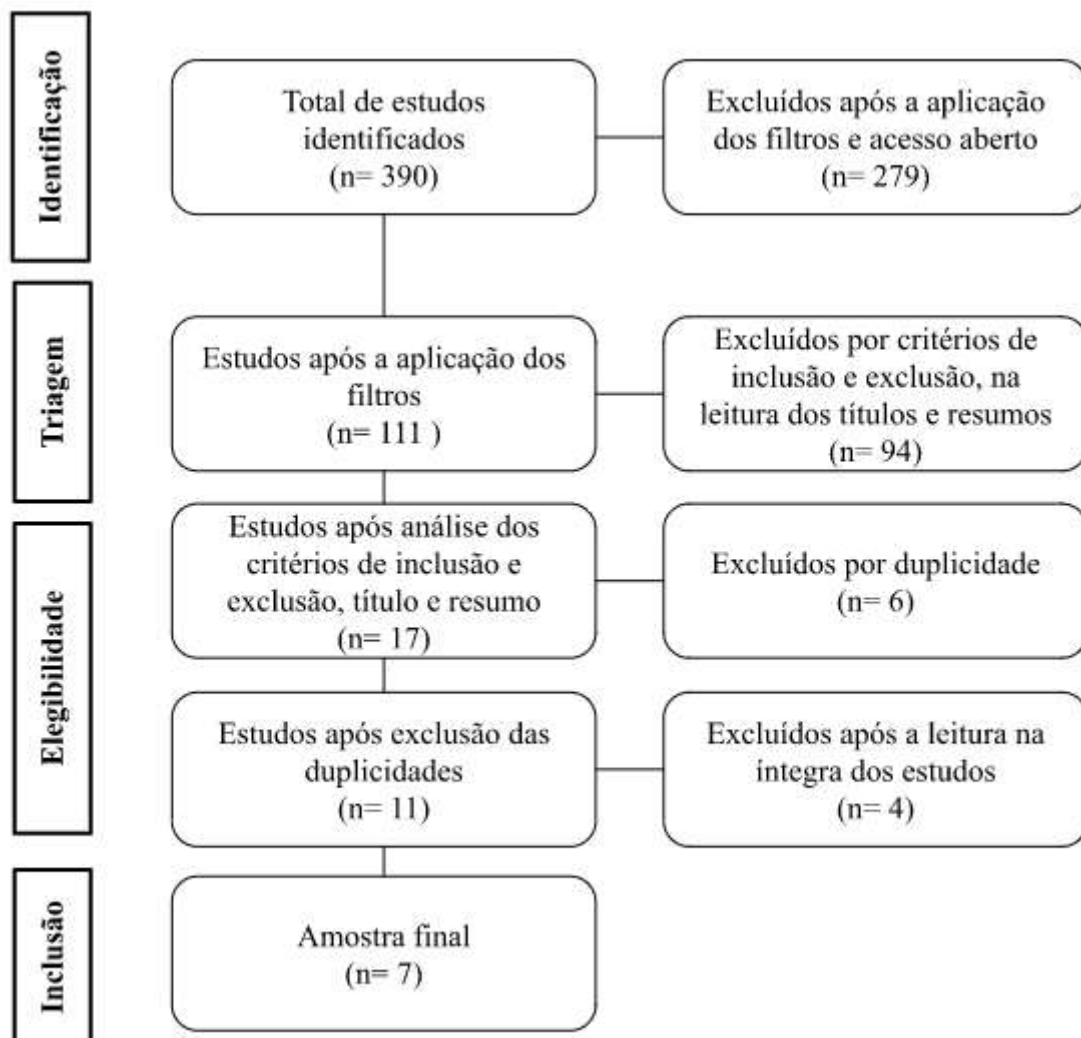 Identificação
Total de estudos
identificados
(n= 390)
Excluídos após a aplicação
dos filtros e acesso aberto
(n= 279)
Triagem
Estudos após a aplicação dos
filtros
(n= 111 )
Excluídos por critérios de
inclusão e exclusão, na
leitura dos títulos e resumos
(n= 94)
Elegibilidade
Estudos após análise dos
critérios de inclusão e
exclusão, título e resumo
(n= 17)
Excluídos por duplicidade
(n= 6)
Estudos após exclusão das
duplicidades
(n= 11)
Excluídos após a leitura na
íntegra dos estudos
(n= 4)
Inclusão
Amostra final
(n= 7)